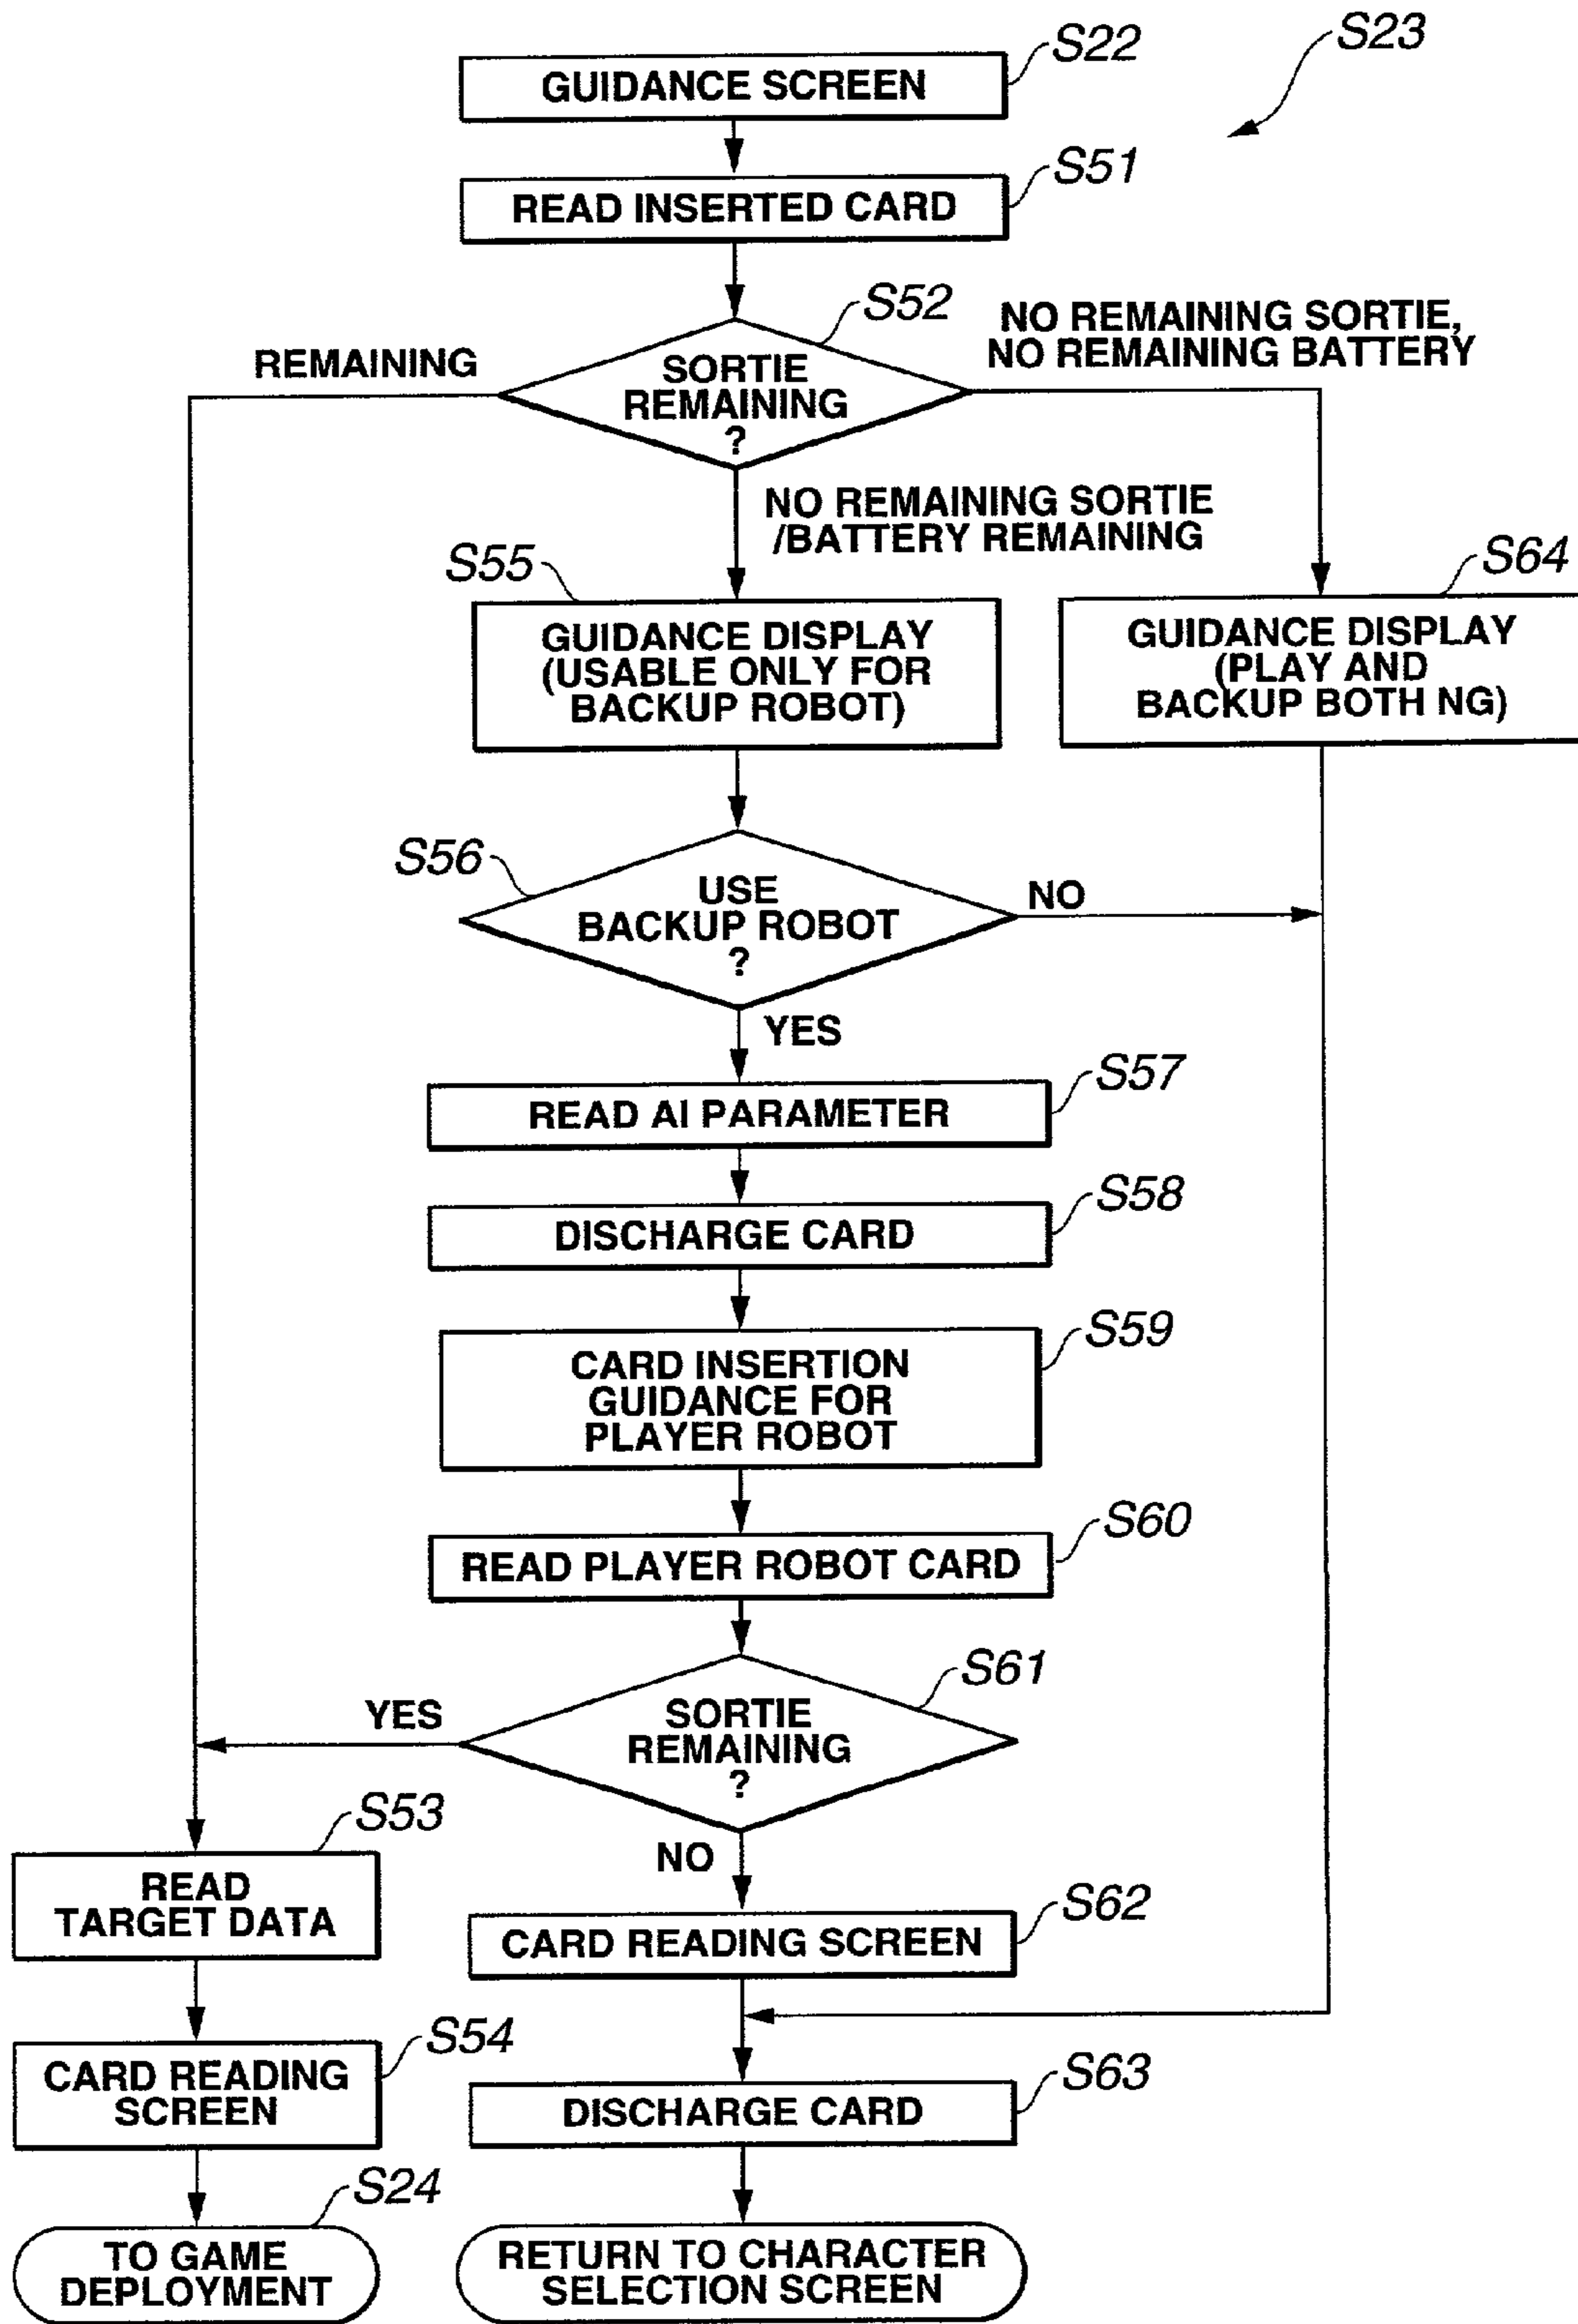 S22
S23
GUIDANCE SCREEN
S51
READ INSERTED CARD
S52
NO REMAINING SORTIE,
NO REMAINING BATTERY
REMAINING
SORTIE
REMAINING
?
NO REMAINING SORTIE
/BATTERY REMAINING
S55
S64
GUIDANCE DISPLAY
(USABLE ONLY FOR
BACKUP ROBOT)
GUIDANCE DISPLAY
(PLAY AND
BACKUP BOTH NG)
S56
USE
BACKUP ROBOT
?
NO
YES
S57
READ AI PARAMETER
S58
DISCHARGE CARD
S59
CARD INSERTION
GUIDANCE FOR
PLAYER ROBOT
S60
READ PLAYER ROBOT CARD
S61
YES
SORTIE
REMAINING
?
S53
NO
READ
TARGET DATA
S62
CARD READING SCREEN
S54
CARD READING
SCREEN
S63
DISCHARGE CARD
S24
TO GAME
DEPLOYMENT
RETURN TO CHARACTER
SELECTION SCREEN